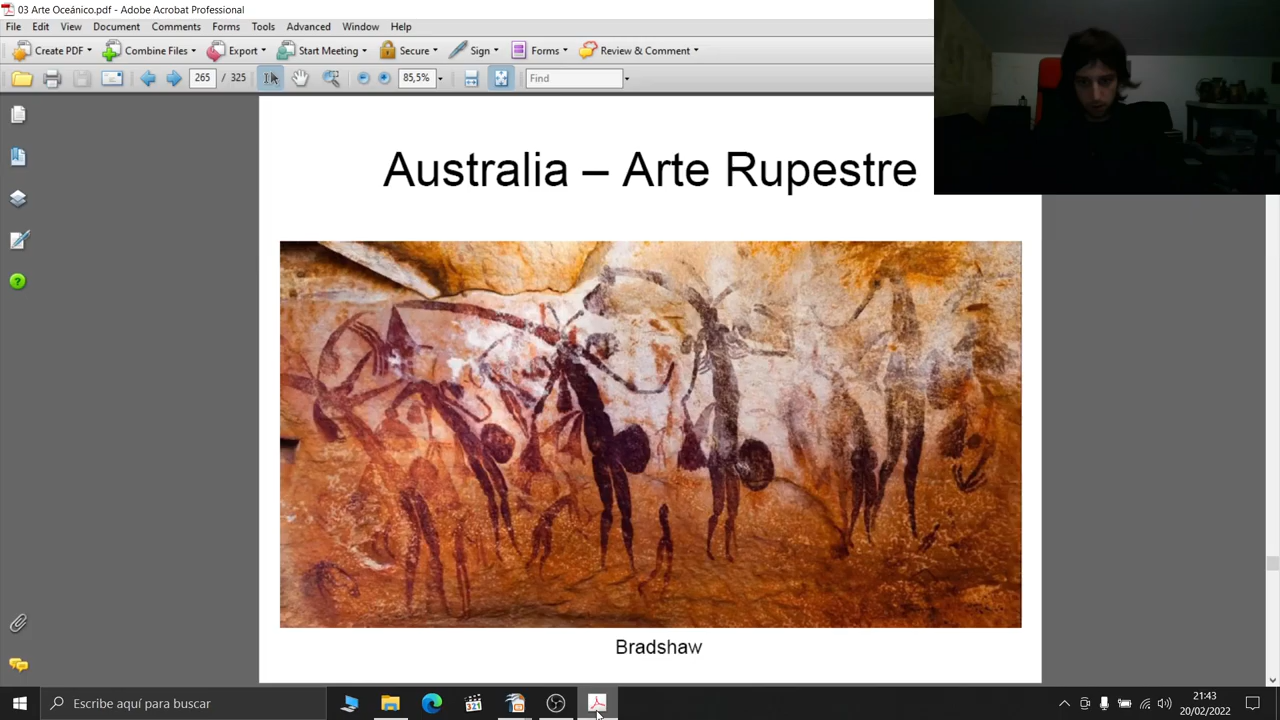 03 Arte Oceánico.pdf - Adobe Acrobat Professional
File Edit View Document Comments Forms Tools Advanced Window Help
Create PDF Combine Files Export Start Meeting Secure Sign Forms Review & Comment
265 / 325 85,5% Find
Australia – Arte Rupestre
Bradshaw
Escribe aquí para buscar
321
21:43
20/02/2022